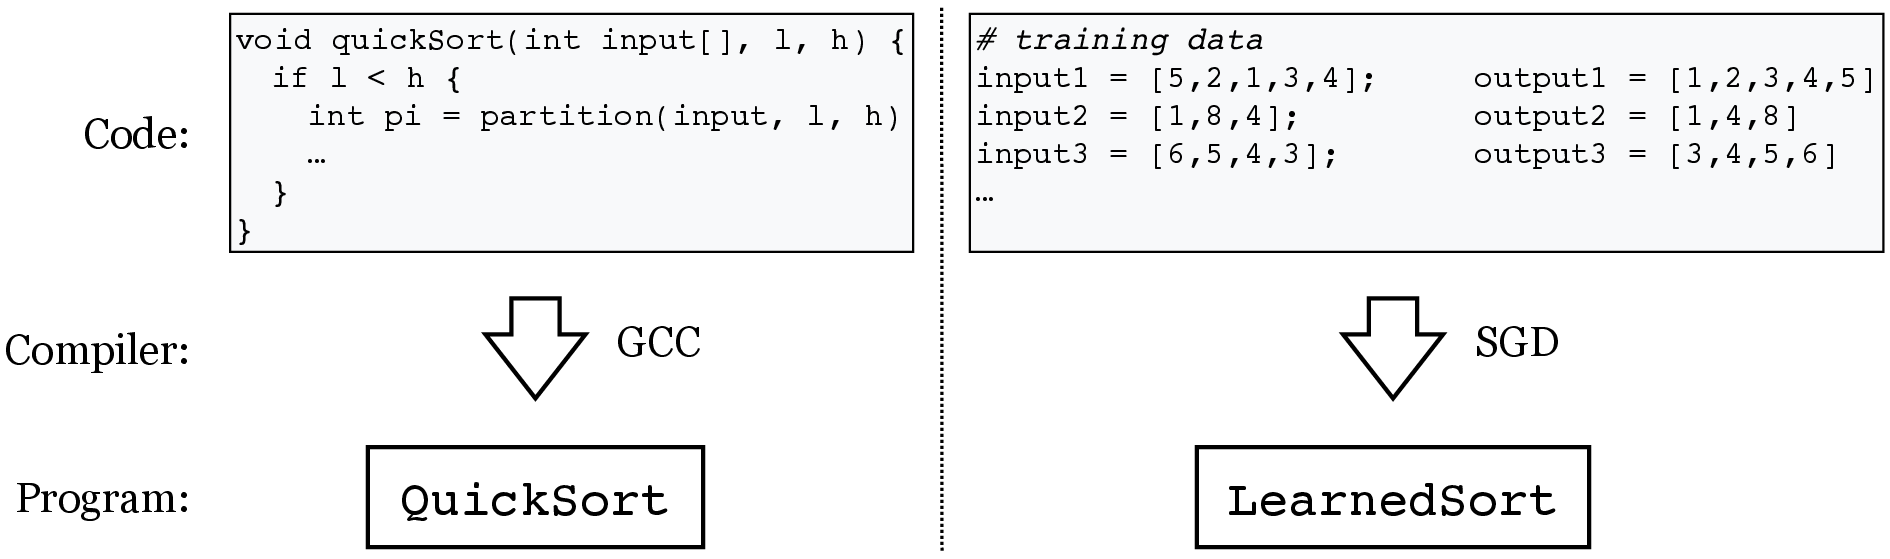 Code:
void quickSort(int input[], l, h) {
  if l < h {
    int pi = partition(input, l, h)
    …
  }
}
# training data
input1 = [5,2,1,3,4];     output1 = [1,2,3,4,5]
input2 = [1,8,4];         output2 = [1,4,8]
input3 = [6,5,4,3];       output3 = [3,4,5,6]
…
Compiler:
GCC
SGD
Program:
QuickSort
LearnedSort